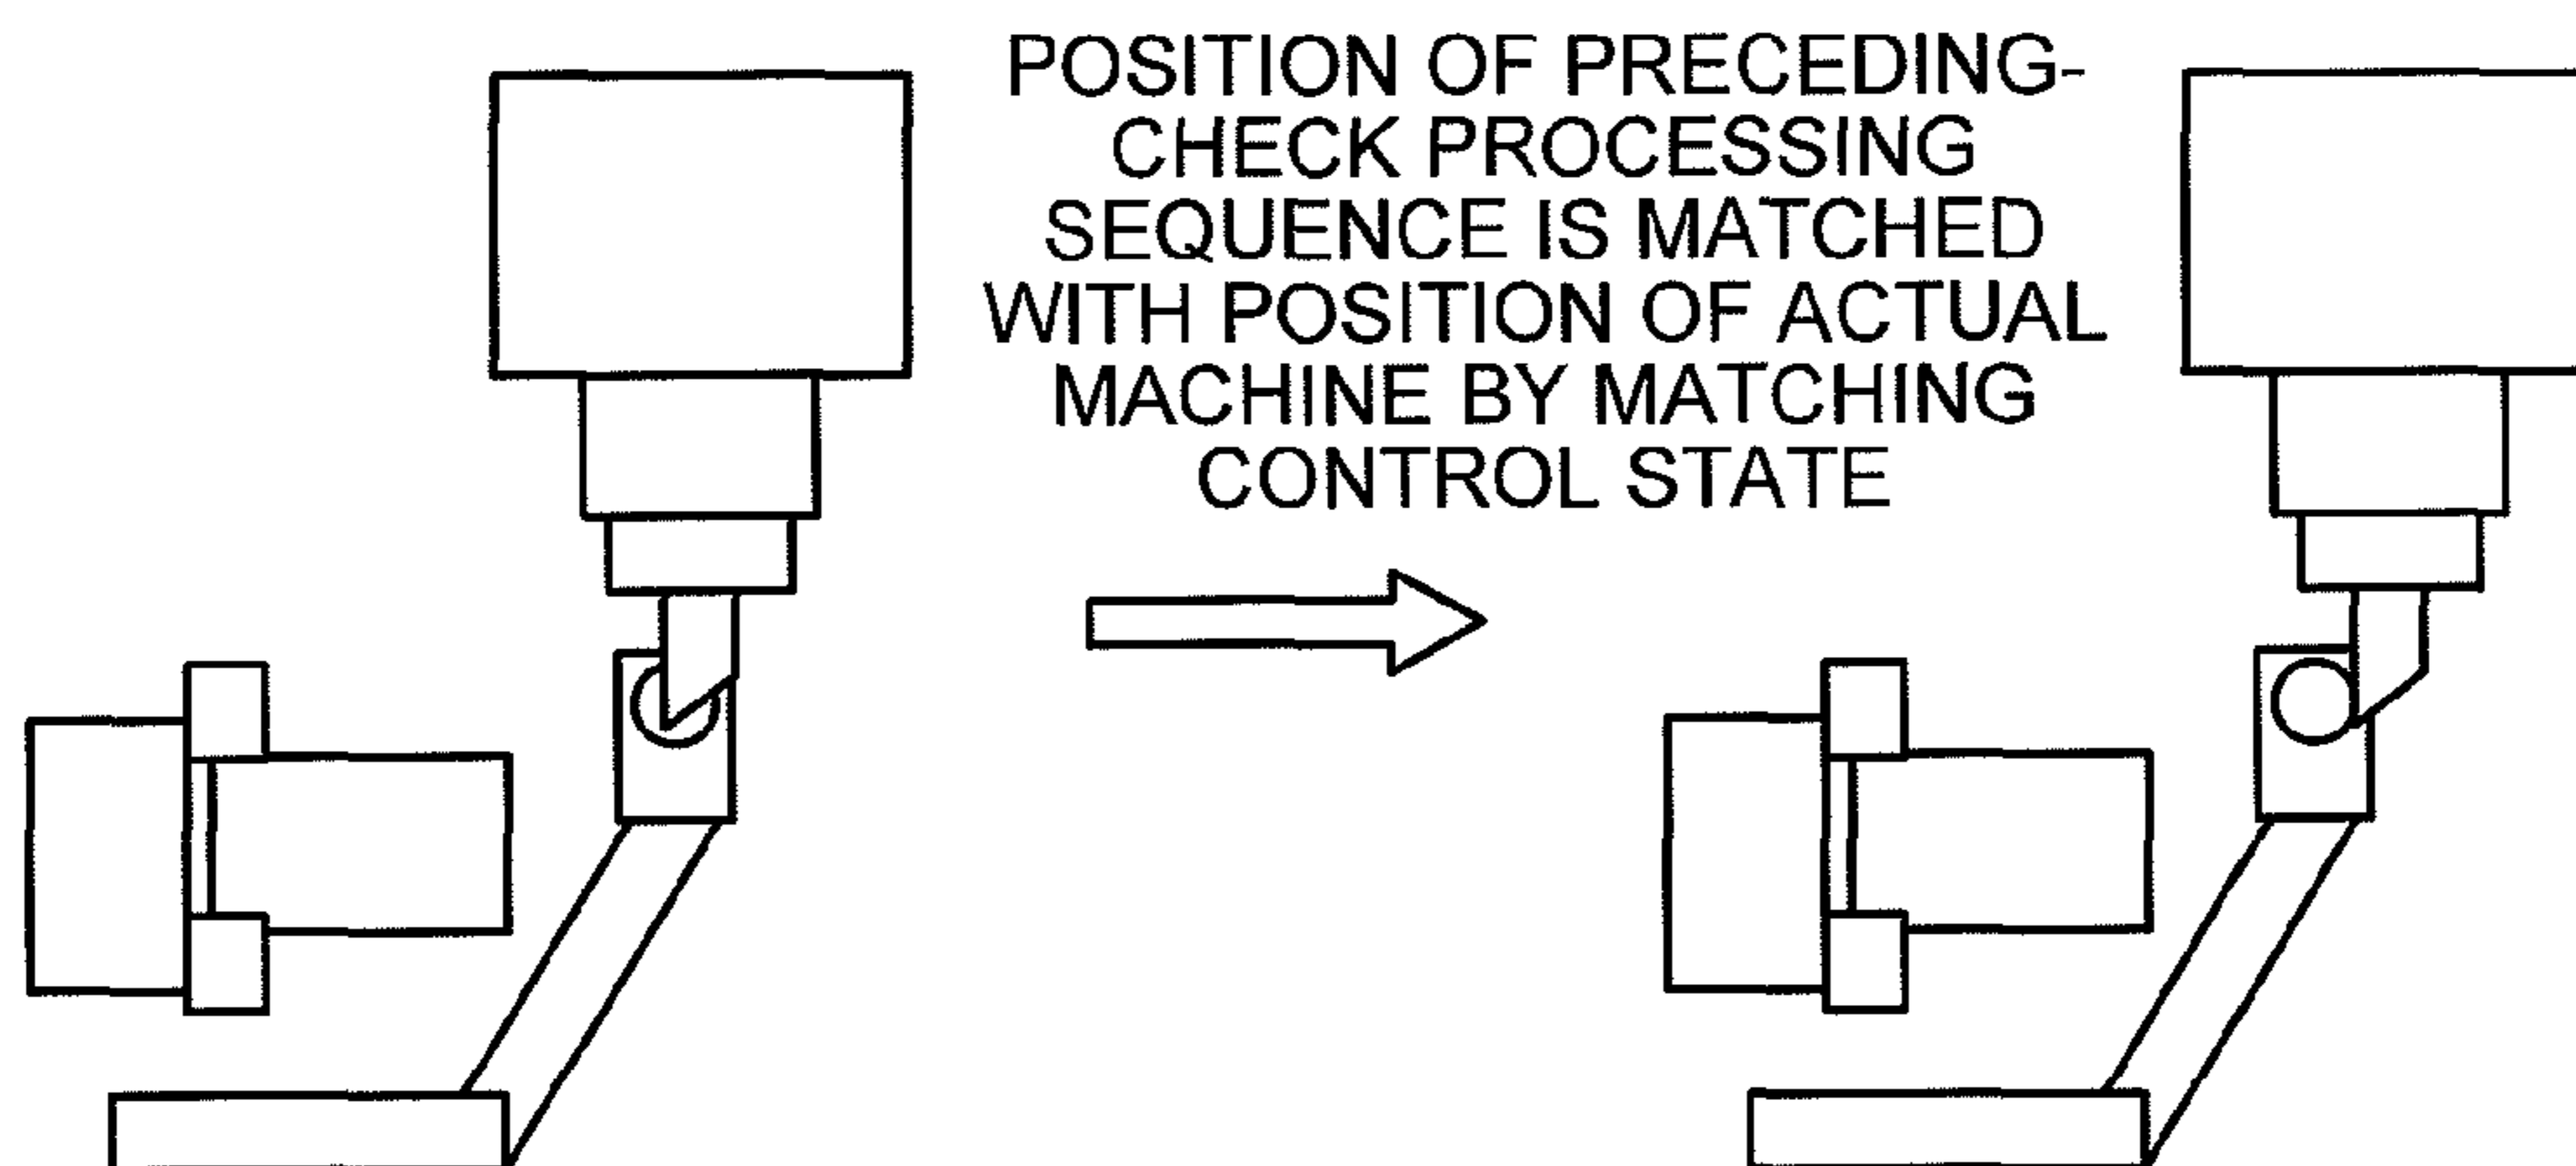 POSITION OF PRECEDING-
CHECK PROCESSING
SEQUENCE IS MATCHED
WITH POSITION OF ACTUAL
MACHINE BY MATCHING
CONTROL STATE